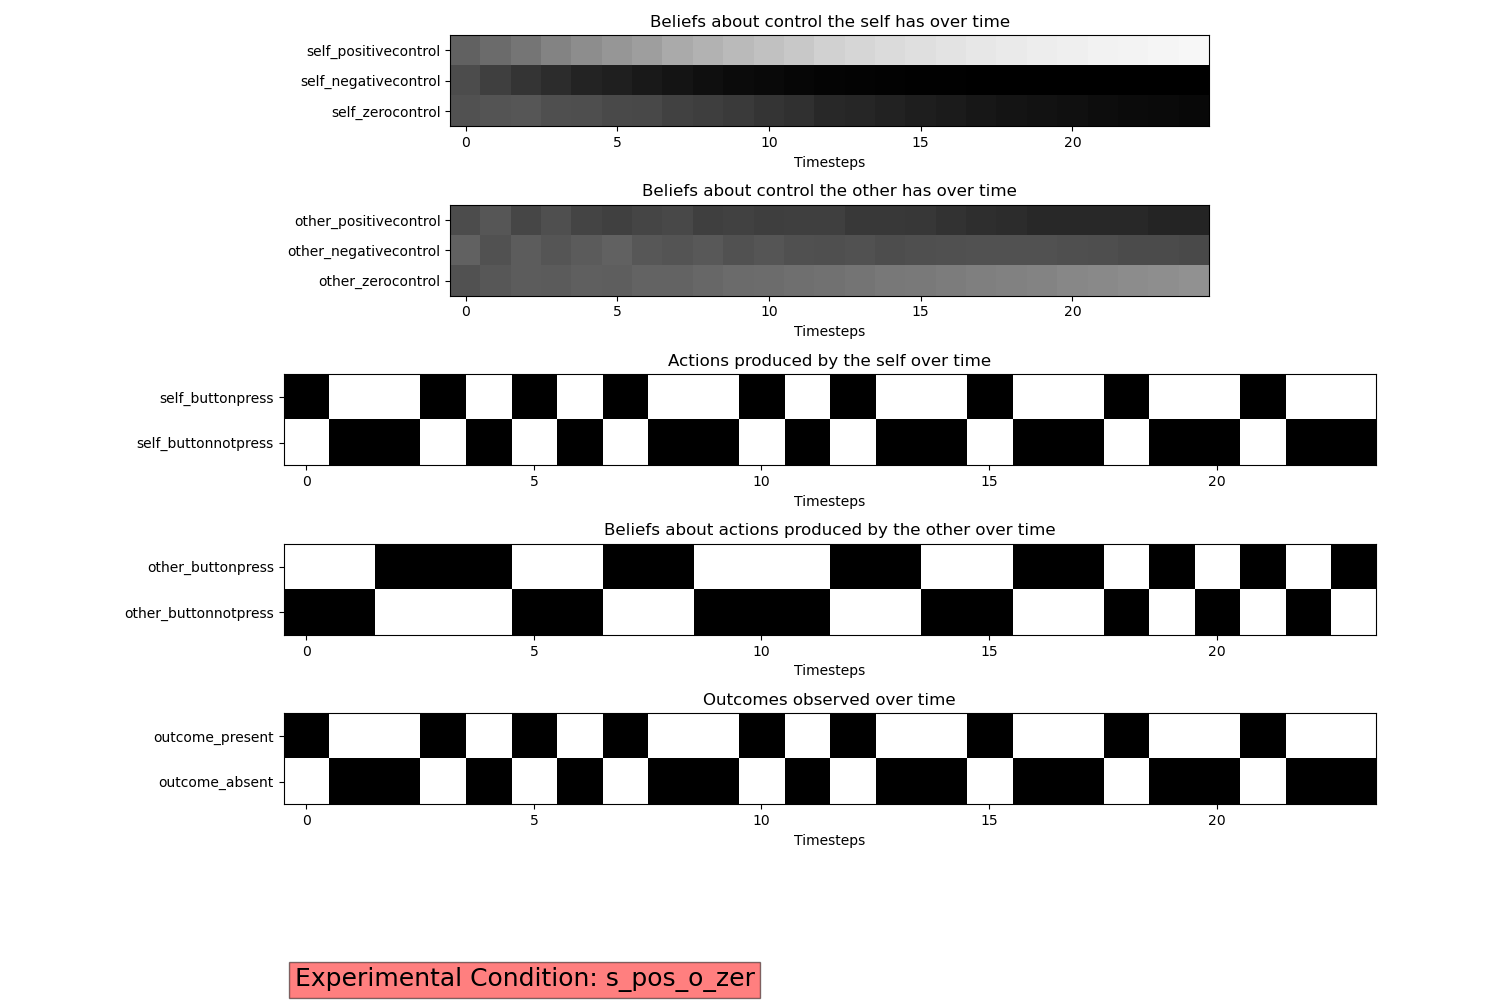 Beliefs about control the self has over time
self_positivecontrol
self_negativecontrol
self_zerocontrol
0 5 10 15 20
Timesteps
Beliefs about control the other has over time
other_positivecontrol
other_negativecontrol
other_zerocontrol
0 5 10 15 20
Timesteps
Actions produced by the self over time
self_buttonpress
self_buttonnotpress
0 5 10 15 20
Timesteps
Beliefs about actions produced by the other over time
other_buttonpress
other_buttonnotpress
0 5 10 15 20
Timesteps
Outcomes observed over time
outcome_present
outcome_absent
0 5 10 15 20
Timesteps
Experimental Condition: s_pos_o_zer